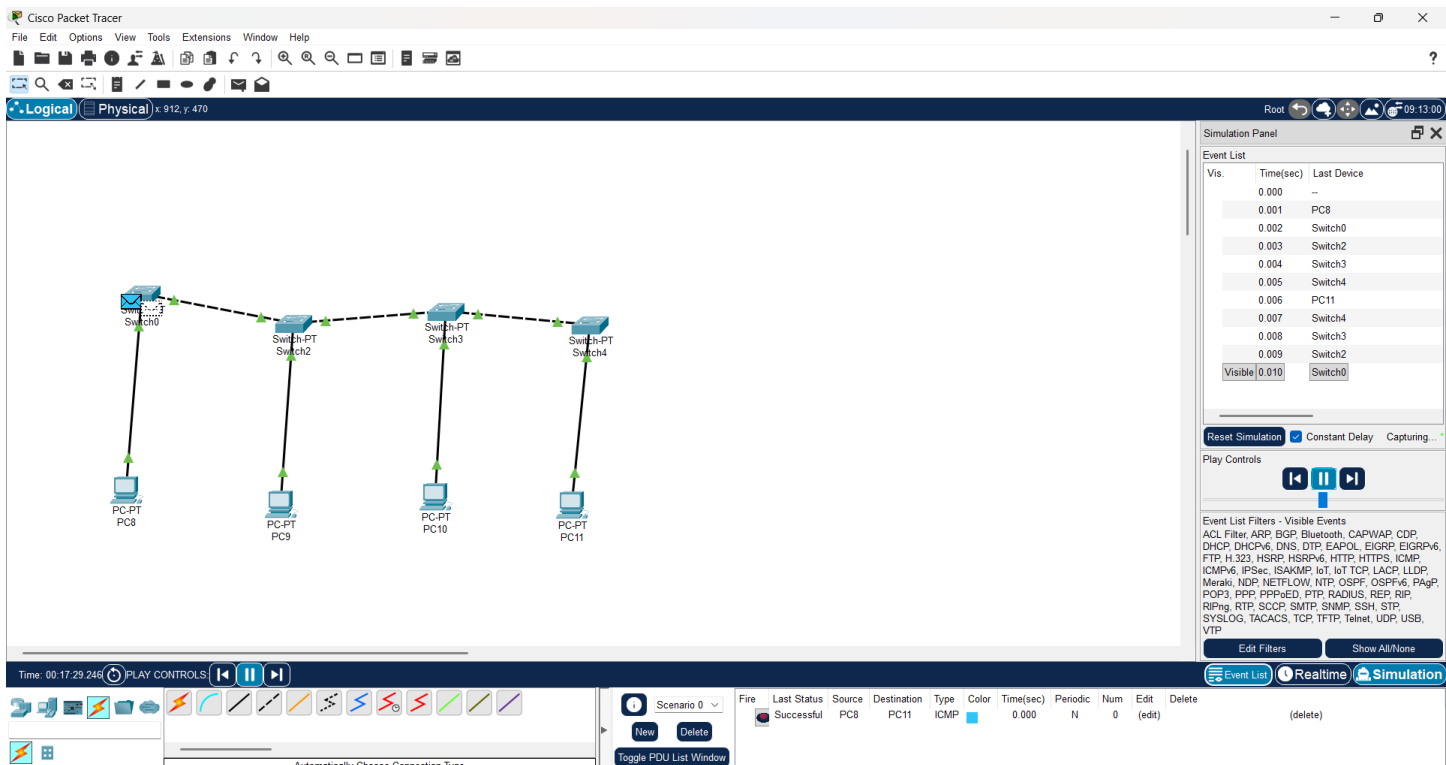 Cisco Packet Tracer
File Edit Options View Tools Extensions Window Help
?
Logical Physical x: 912, y: 470 Root 09:13:00
Simulation Panel
Event List
Vis. Time(sec) Last Device
0.000 --
0.001 PC8
0.002 Switch0
0.003 Switch2
0.004 Switch3
0.005 Switch4
0.006 PC11
0.007 Switch4
0.008 Switch3
0.009 Switch2
Visible 0.010 Switch0
Reset Simulation Constant Delay Capturing...
Play Controls
Event List Filters - Visible Events
ACL Filter, ARP, BGP, Bluetooth, CAPWAP, CDP,
DHCP, DHCPv6, DNS, DTP, EAPOL, EIGRP, EIGRPv6,
FTP, H.323, HSRP, HSRPv6, HTTP, HTTPS, ICMP,
ICMPv6, IPSec, ISAKMP, IoT, IoT TCP, LACP, LLDP,
Meraki, NDP, NETFLOW, NTP, OSPF, OSPFv6, PAgP,
POP3, PPP, PPPoED, PTP, RADIUS, REP, RIP,
RIPng, RTP, SCCP, SMTP, SNMP, SSH, STP,
SYSLOG, TACACS, TCP, TFTP, Telnet, UDP, USB,
VTP
Edit Filters Show All/None
Switch0
Switch-PT
Switch2
Switch-PT
Switch3
Switch-PT
Switch4
PC-PT
PC8
PC-PT
PC9
PC-PT
PC10
PC-PT
PC11
Time: 00:17:29.246 PLAY CONTROLS: Event List Realtime Simulation
Scenario 0
New Delete
Toggle PDU List Window
Fire Last Status Source Destination Type Color Time(sec) Periodic Num Edit Delete
Successful PC8 PC11 ICMP 0.000 N 0 (edit) (delete)
Automatically Choose Connection Type